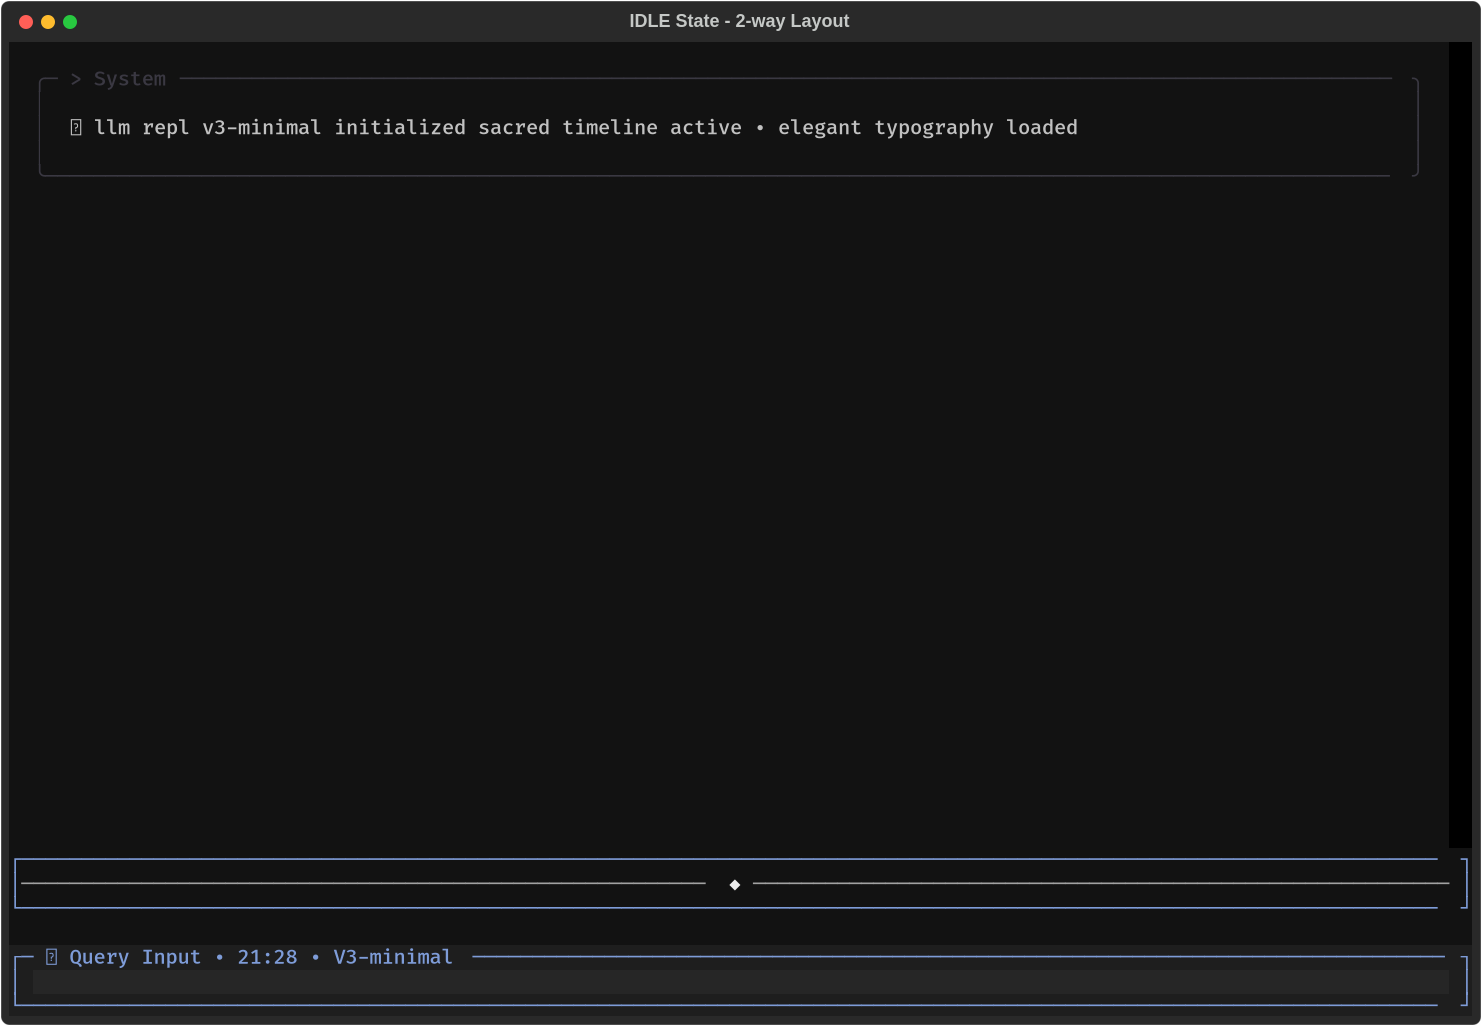 IDLE State - 2-way Layout
> System
⍰ llm repl v3-minimal initialized sacred timeline active • elegant typography loaded
◆
⍰ Query Input • 21:28 • V3-minimal